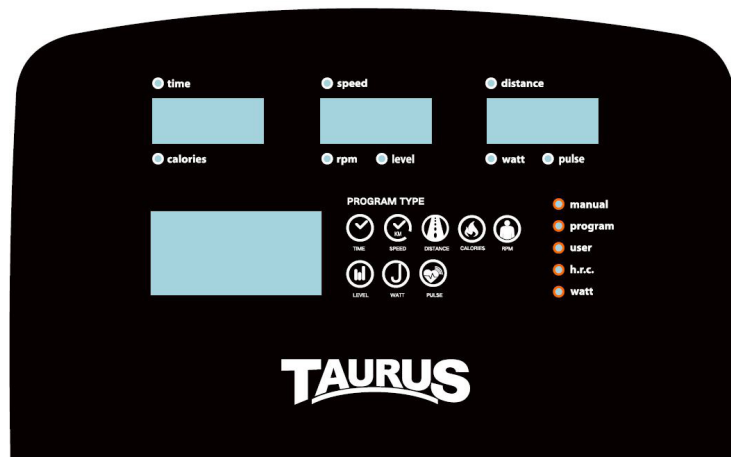 time speed distance
calories rpm level watt pulse
PROGRAM TYPE
manual
program
KM
TIME SPEED DISTANCE CALORIES RPM
user
h.r.c.
LEVEL WATT PULSE
watt
TAURUS